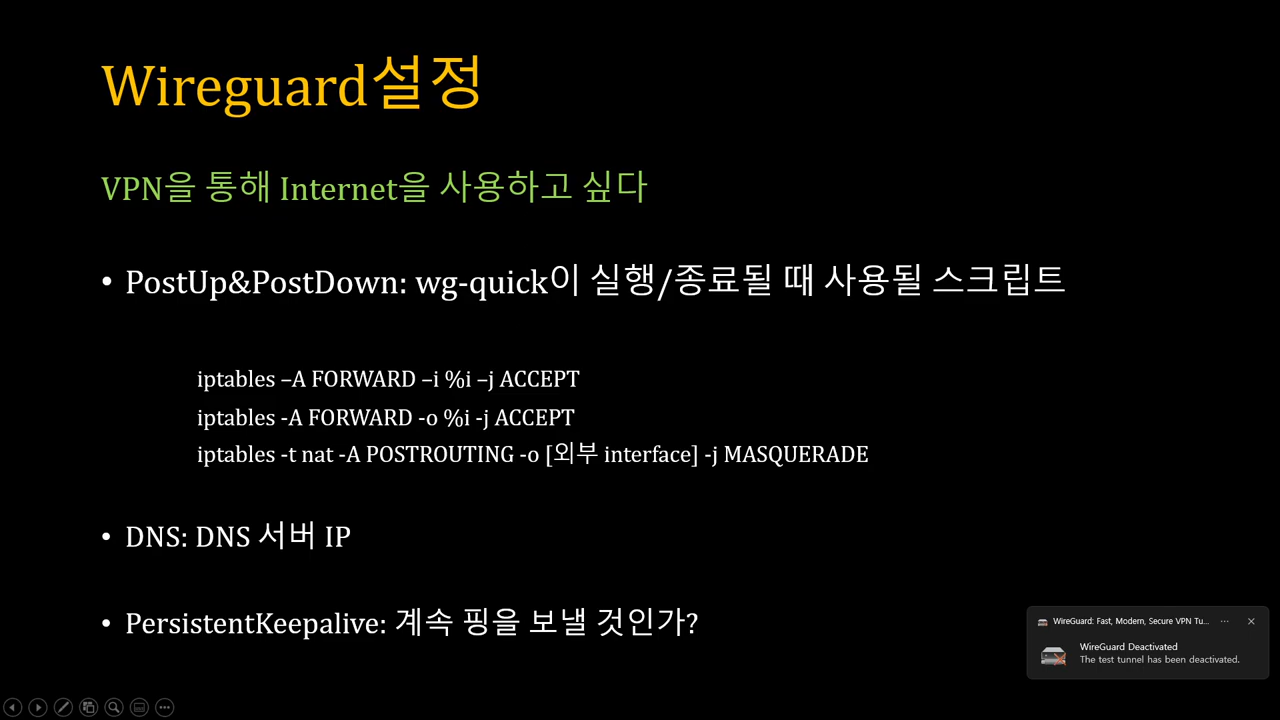 Wireguard설정
VPN을 통해 Internet을 사용하고 싶다
• PostUp&PostDown: wg-quick이 실행/종료될 때 사용될 스크립트
iptables –A FORWARD –i %i –j ACCEPT
iptables -A FORWARD -o %i -j ACCEPT
iptables -t nat -A POSTROUTING -o [외부 interface] -j MASQUERADE
• DNS: DNS 서버 IP
• PersistentKeepalive: 계속 핑을 보낼 것인가?
WireGuard: Fast, Modern, Secure VPN Tu...
WireGuard Deactivated
The test tunnel has been deactivated.